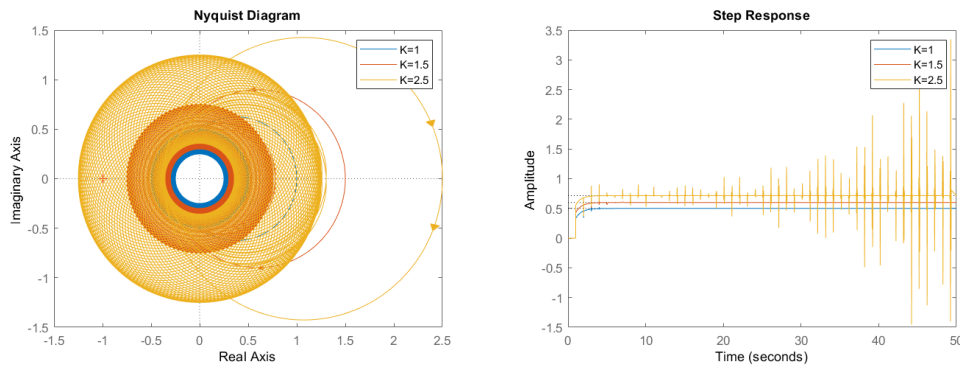 Nyquist Diagram
K=1
K=1.5
K=2.5
1.5
1
0.5
0
-0.5
-1
-1.5
Imaginary Axis
-1.5 -1 -0.5 0 0.5 1 1.5 2 2.5
Real Axis
Step Response
K=1
K=1.5
K=2.5
3.5
3
2.5
2
1.5
1
0.5
0
-0.5
-1
-1.5
Amplitude
0 10 20 30 40 50
Time (seconds)